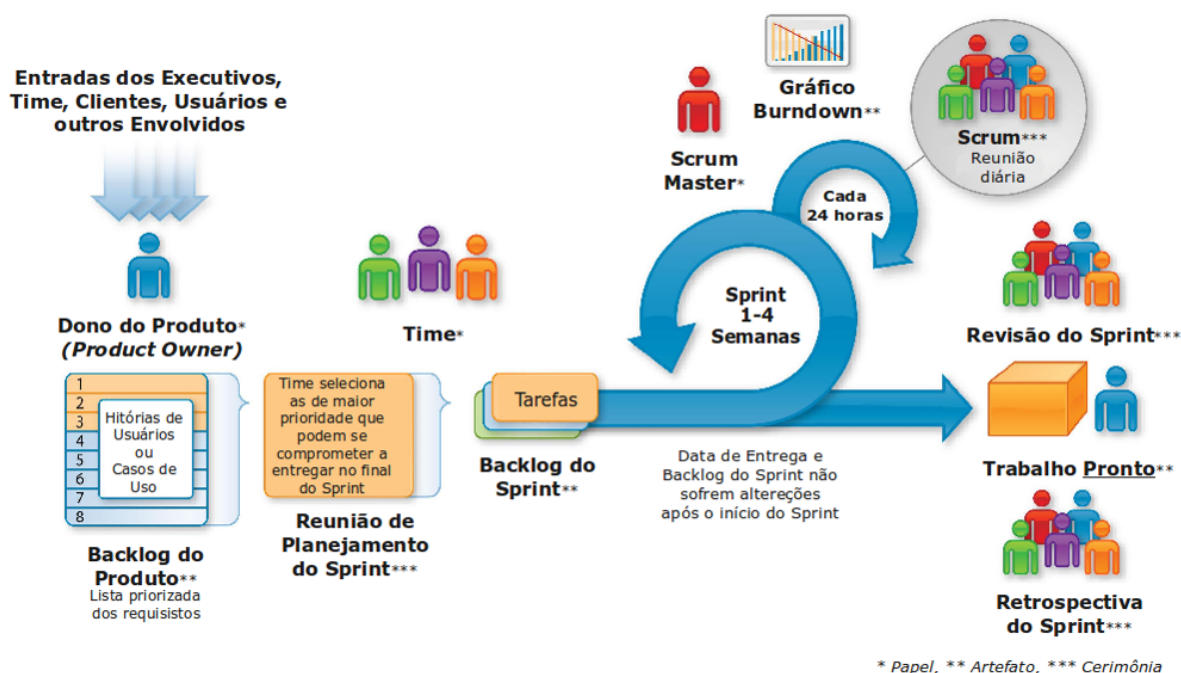 Entradas dos Executivos,
Time, Clientes, Usuários e
outros Envolvidos
Dono do Produto*
(Product Owner)
1
2
3
4
5
6
7
8
Hitórias de
Usuários
ou
Casos de
Uso
Backlog do
Produto**
Lista priorizada
dos requisistos
Time*
Time seleciona
as de maior
prioridade que
podem se
comprometer a
entregar no final
do Sprint
Reunião de
Planejamento
do Sprint***
Tarefas
Backlog do
Sprint**
Scrum
Master*
Gráfico
Burndown**
Cada
24 horas
Sprint
1-4
Semanas
Data de Entrega e
Backlog do Sprint não
sofrem altereções
após o início do Sprint
Scrum***
Reunião
diária
Revisão do Sprint***
Trabalho Pronto**
Retrospectiva
do Sprint***
* Papel, ** Artefato, *** Cerimônia